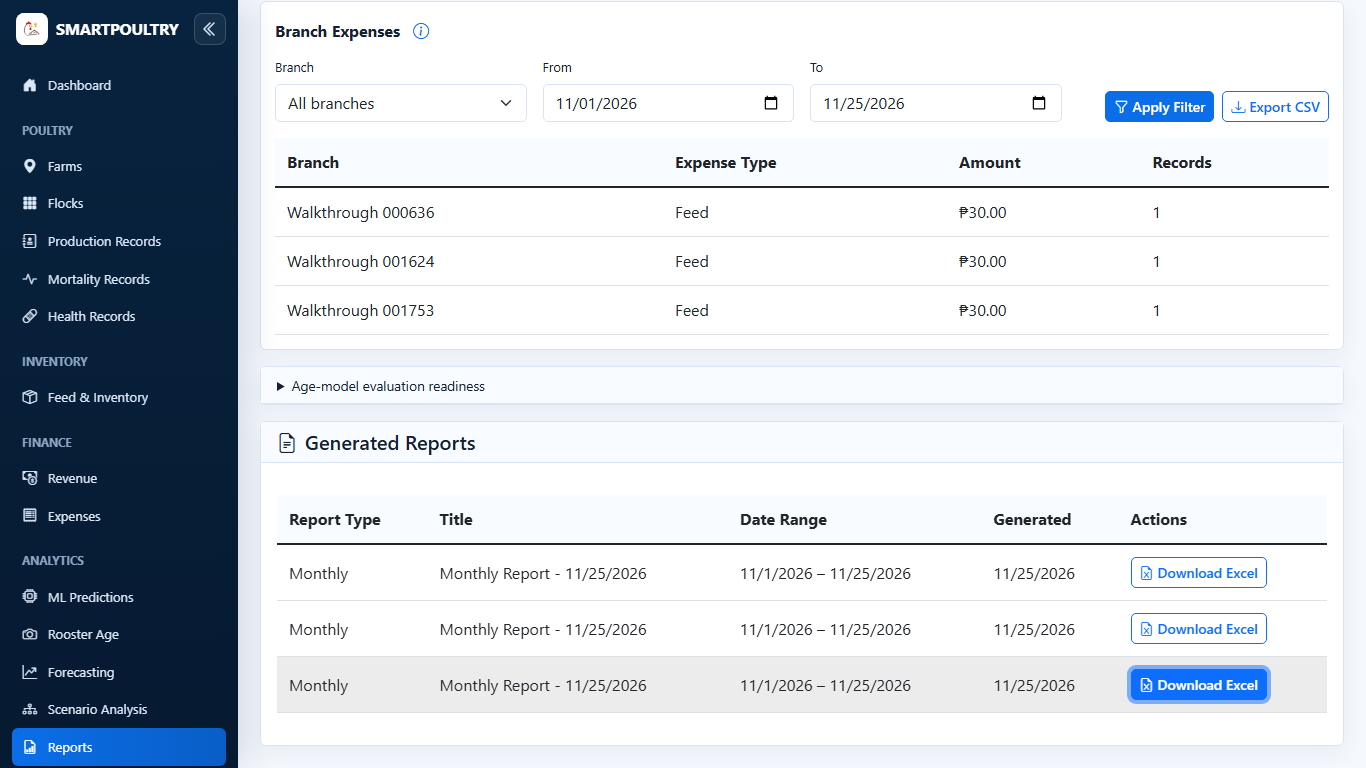 SMARTPOULTRY
Dashboard
POULTRY
Farms
Flocks
Production Records
Mortality Records
Health Records
INVENTORY
Feed & Inventory
FINANCE
Revenue
Expenses
ANALYTICS
ML Predictions
Rooster Age
Forecasting
Scenario Analysis
Reports
Branch Expenses
Branch From To
All branches 11/01/2026 11/25/2026 Apply Filter Export CSV
Branch Expense Type Amount Records
Walkthrough 000636 Feed ₱30.00 1
Walkthrough 001624 Feed ₱30.00 1
Walkthrough 001753 Feed ₱30.00 1
Age-model evaluation readiness
Generated Reports
Report Type Title Date Range Generated Actions
Monthly Monthly Report - 11/25/2026 11/1/2026 – 11/25/2026 11/25/2026 Download Excel
Monthly Monthly Report - 11/25/2026 11/1/2026 – 11/25/2026 11/25/2026 Download Excel
Monthly Monthly Report - 11/25/2026 11/1/2026 – 11/25/2026 11/25/2026 Download Excel